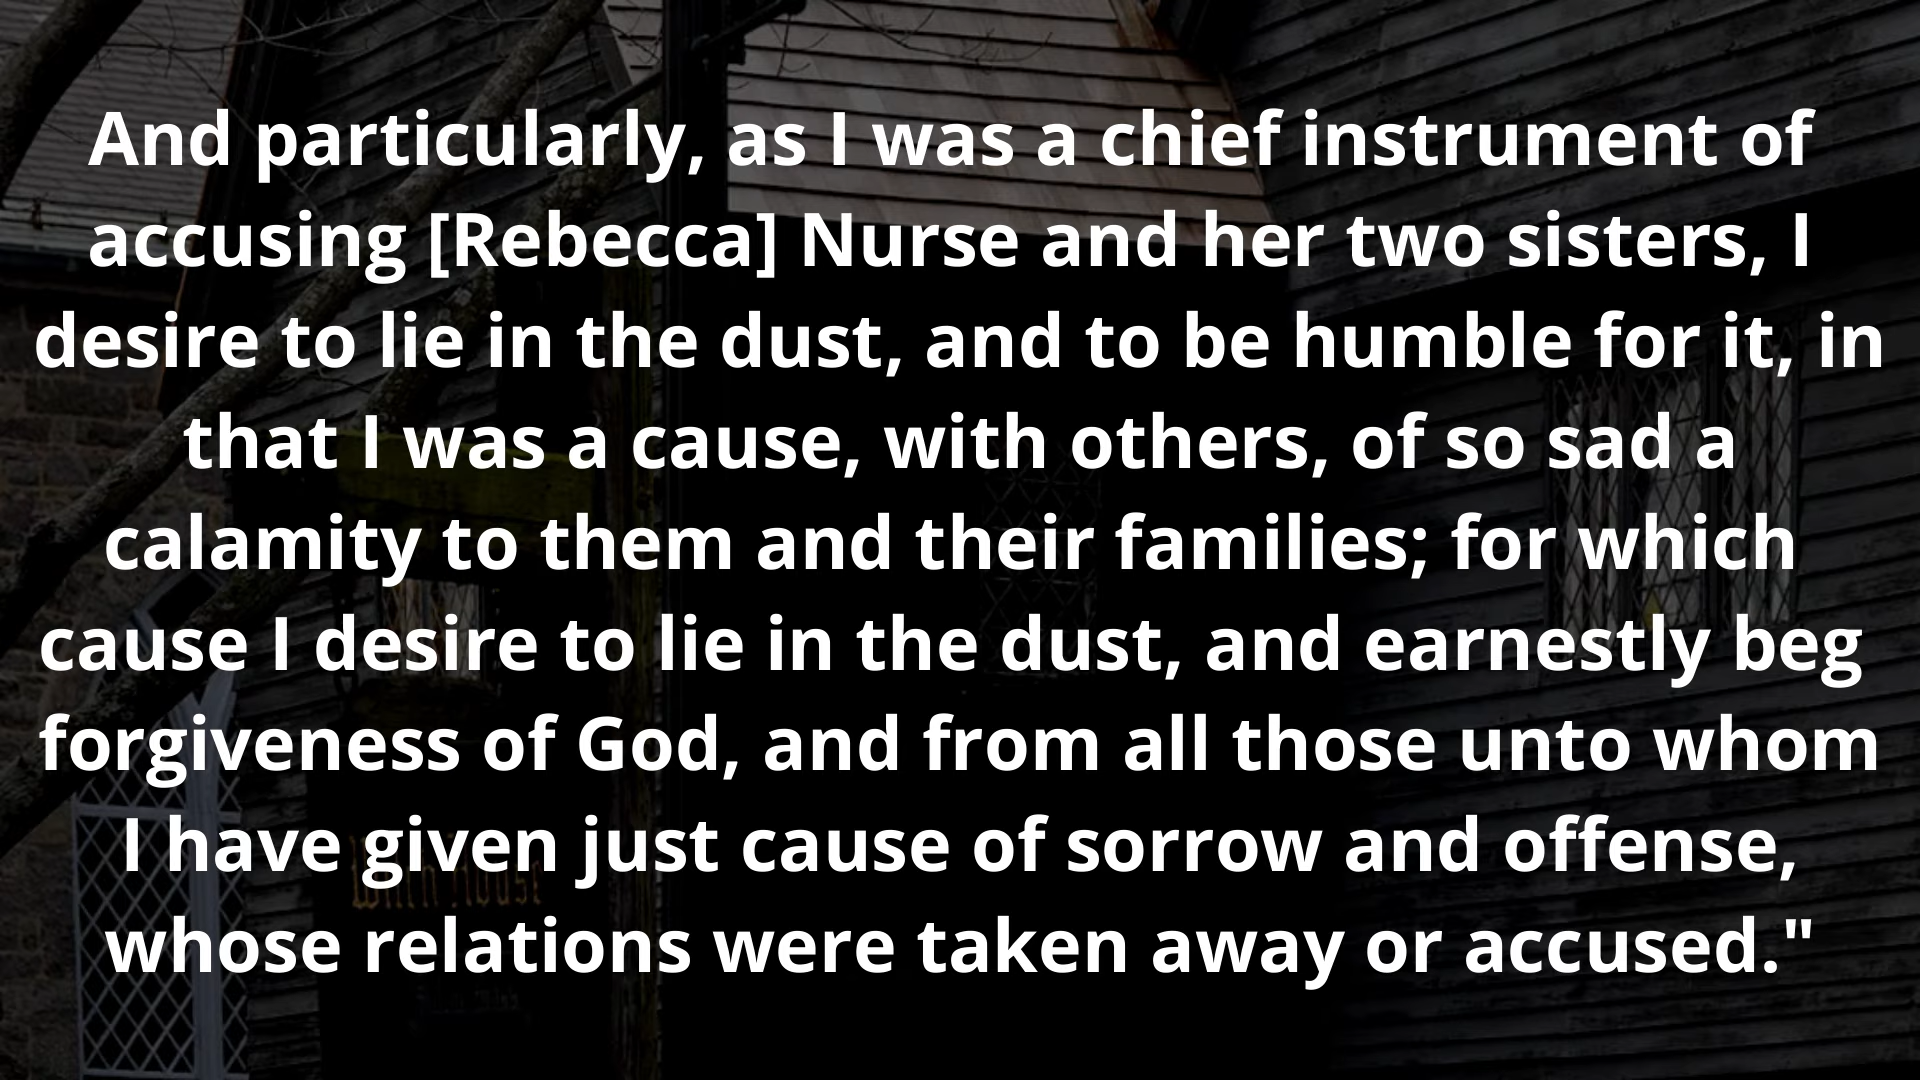 And particularly, as I was a chief instrument of
accusing [Rebecca] Nurse and her two sisters, I
desire to lie in the dust, and to be humble for it, in
that I was a cause, with others, of so sad a
calamity to them and their families; for which
cause I desire to lie in the dust, and earnestly beg
forgiveness of God, and from all those unto whom
I have given just cause of sorrow and offense,
whose relations were taken away or accused."
Witch House